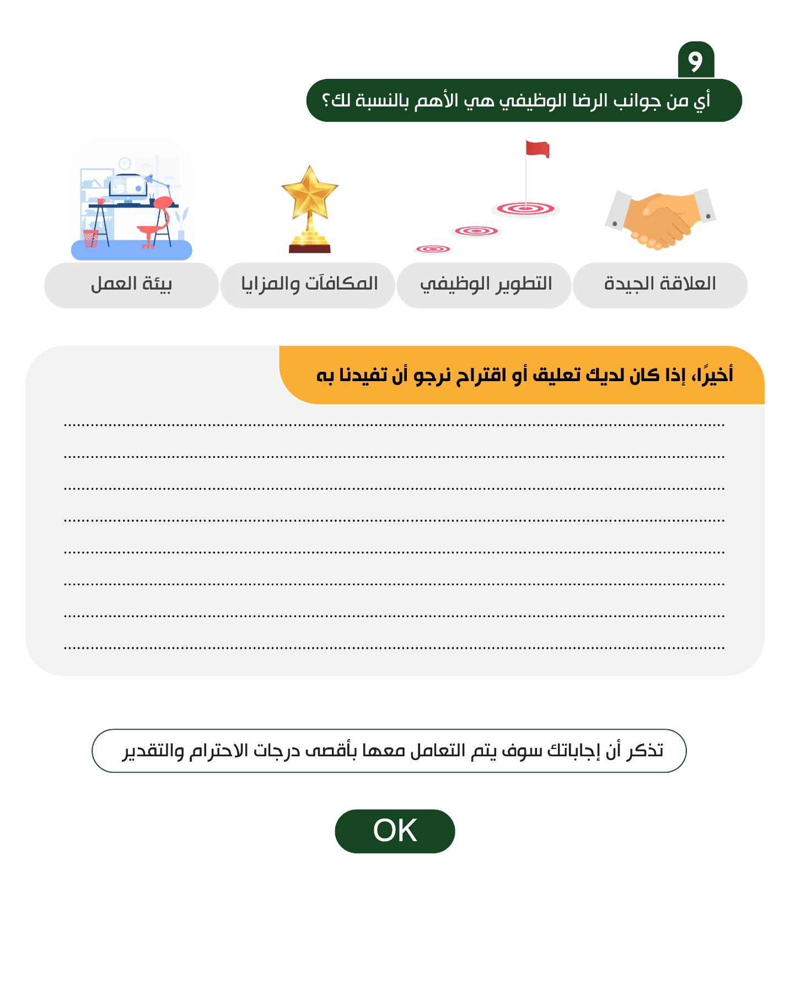 9
أي من جوانب الرضا الوظيفي هي الأهم بالنسبة لك؟
العلاقة الجيدة
التطوير الوظيفي
المكافآت والمزايا
بيئة العمل
أخيرًا، إذا كان لديك تعليق أو اقتراح نرجو أن تفيدنا به
تذكر أن إجاباتك سوف يتم التعامل معها بأقصى درجات الاحترام والتقدير
OK